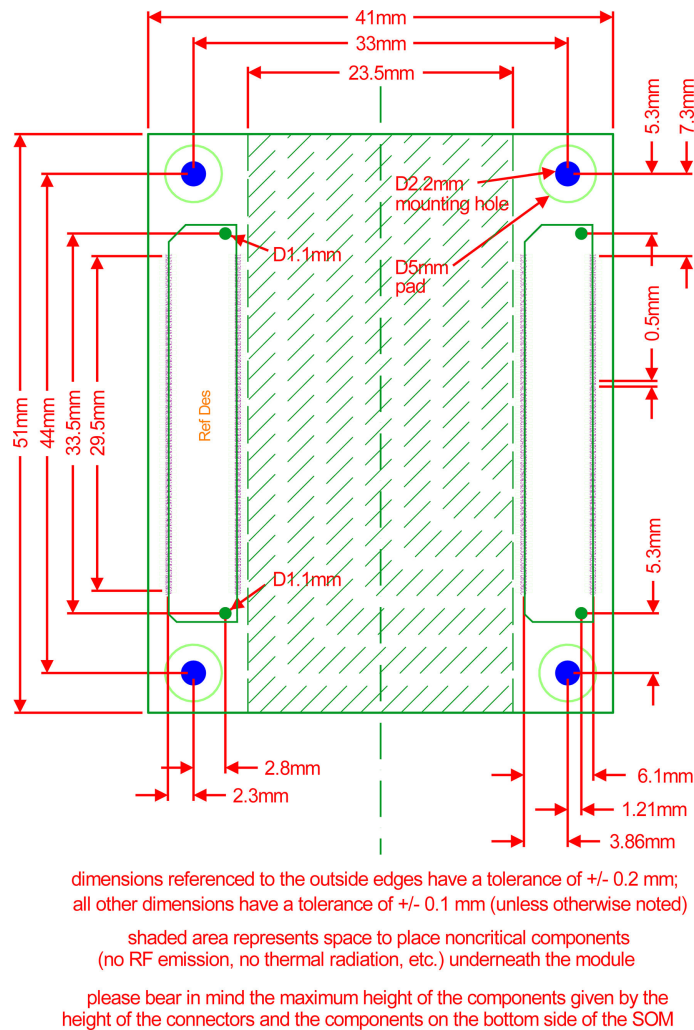 41mm
33mm
23.5mm
5.3mm
7.3mm
D2.2mm
mounting hole
D1.1mm
D5mm
pad
0.5mm
51mm
44mm
33.5mm
29.5mm
Ref Des
5.3mm
D1.1mm
2.8mm
2.3mm
6.1mm
1.21mm
3.86mm
dimensions referenced to the outside edges have a tolerance of +/- 0.2 mm;
all other dimensions have a tolerance of +/- 0.1 mm (unless otherwise noted)
shaded area represents space to place noncritical components
(no RF emission, no thermal radiation, etc.) underneath the module
please bear in mind the maximum height of the components given by the
height of the connectors and the components on the bottom side of the SOM